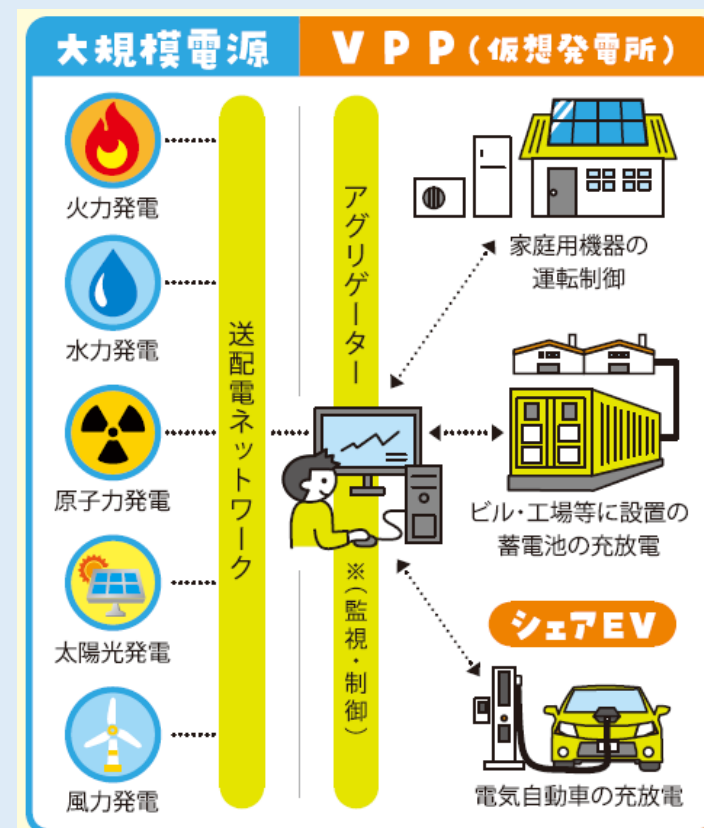 大規模電源
VPP(仮想発電所)
火力発電
水力発電
原子力発電
太陽光発電
風力発電
送配電ネットワーク
アグリゲーター
※(監視・制御)
家庭用機器の
運転制御
ビル・工場等に設置の
蓄電池の充放電
シェアEV
電気自動車の充放電